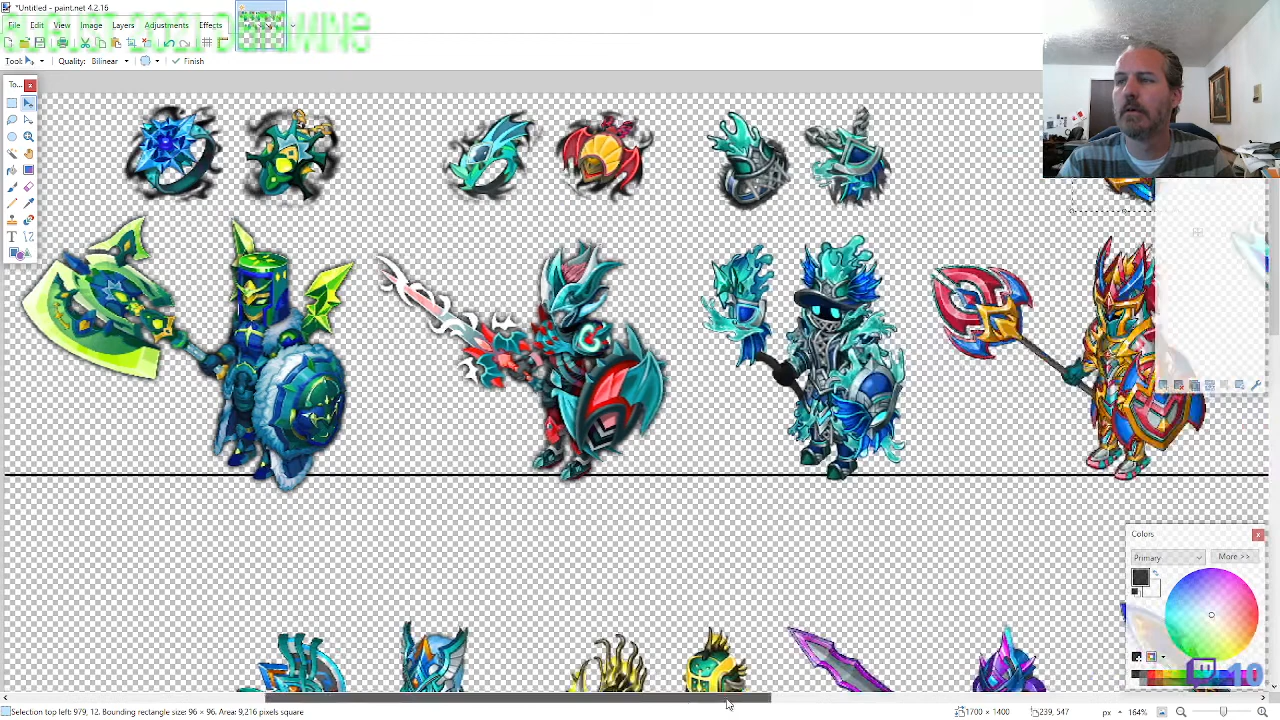 *Untitled - paint.net 4.2.16
File Edit View Image Layers Adjustments Effects
Tool: Quality: Bilinear Finish
To... x
T
Colors x
Primary More >>
10
Selection top left: 979, 12. Bounding rectangle size: 96 × 96. Area: 9,216 pixels square 1700 × 1400 239, 547 px 164%